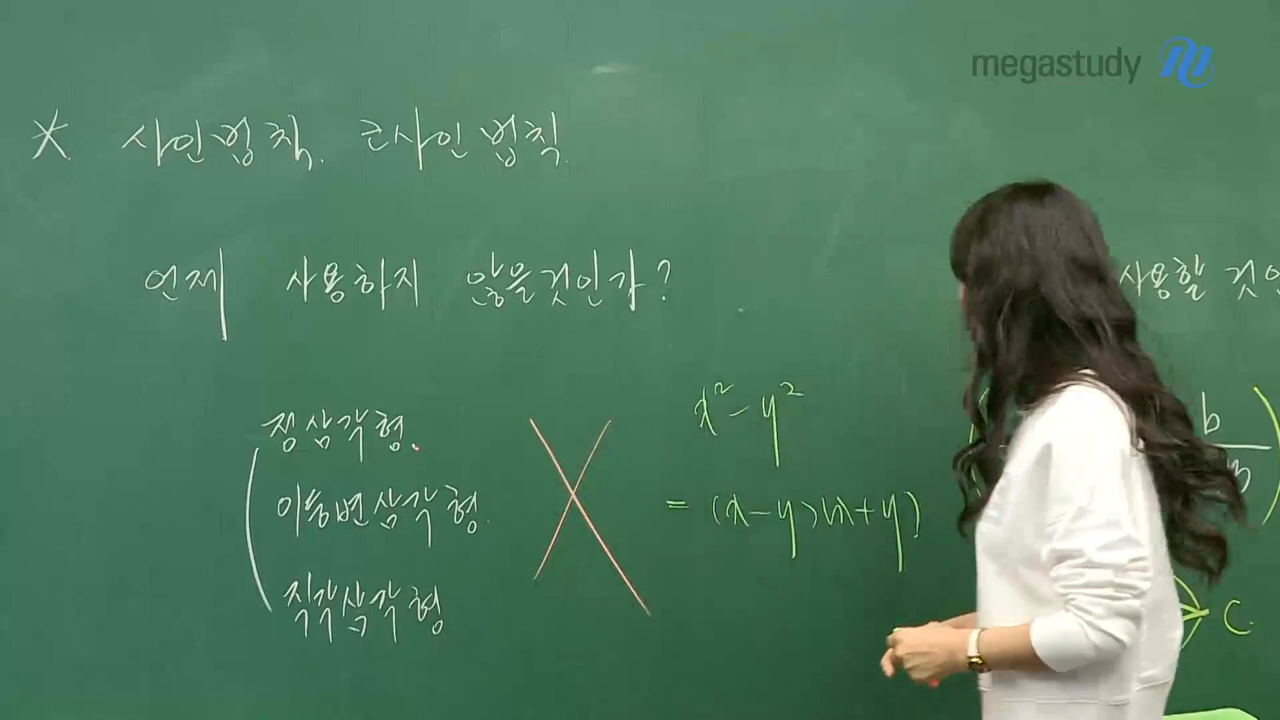 megastudy
* 사인법칙. 코사인법칙.
언제 사용하지 않을것인가?
사용할 것인
정삼각형.
이등변삼각형.
직각삼각형
x² - y²
= (x-y)(x+y)
b
C.